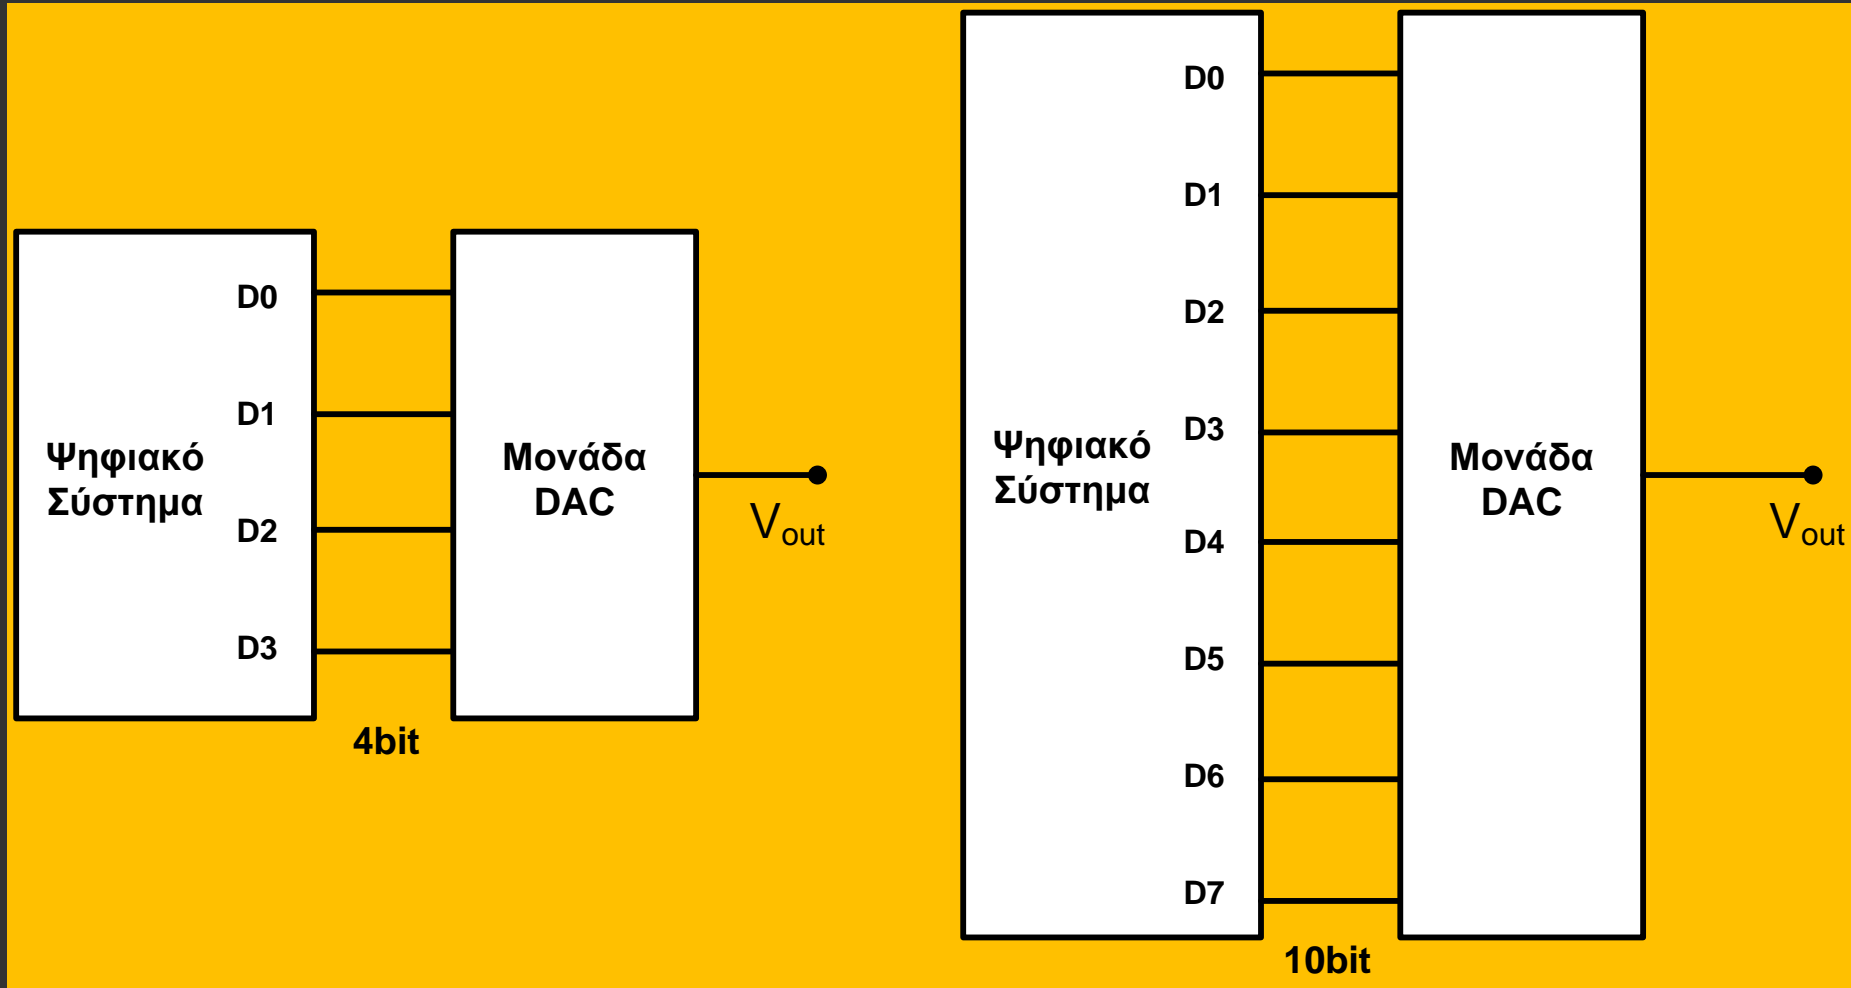 D0
D1
Ψηφιακό
Σύστημα
D2
D3
4bit
Μονάδα
DAC
Vout
D0
D1
D2
D3
Ψηφιακό
Σύστημα
D4
D5
D6
D7
10bit
Μονάδα
DAC
Vout